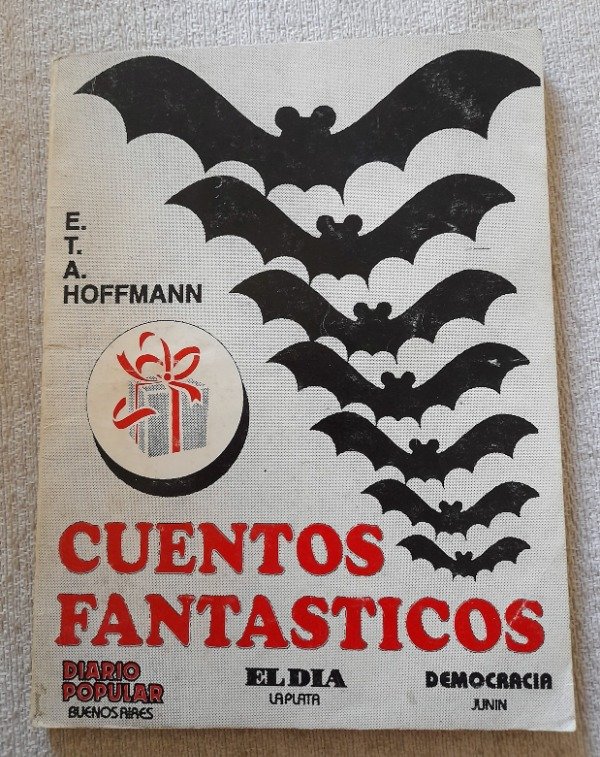 E.
T.
A.
HOFFMANN
CUENTOS
FANTASTICOS
DIARIO
POPULAR
BUENOS AIRES
EL DIA
LA PLATA
DEMOCRACIA
JUNIN